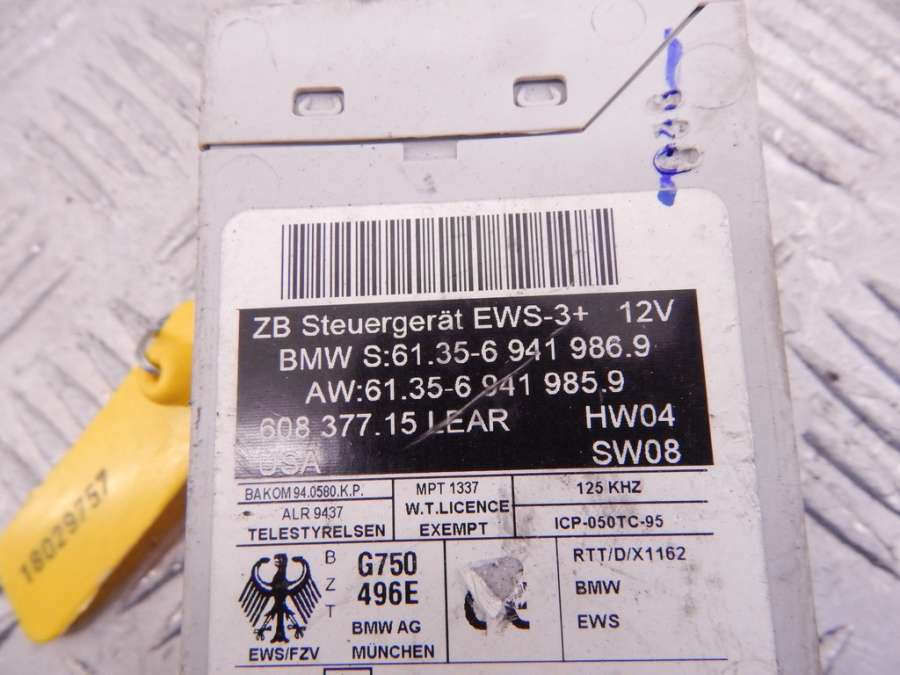 ZB Steuergerät EWS-3+ 12V
BMW S:61.35-6 941 986.9
AW:61.35-6 941 985.9
608 377.15 LEAR HW04
USA SW08
BAKOM 94.0580.K.P.
MPT 1337
125 KHZ
ALR 9437
W.T.LICENCE
TELESTYRELSEN
EXEMPT
ICP-050TC-95
BZT
G750
496E
BMW AG
MÜNCHEN
EWS/FZV
RTT/D/X1162
BMW
EWS
18029757